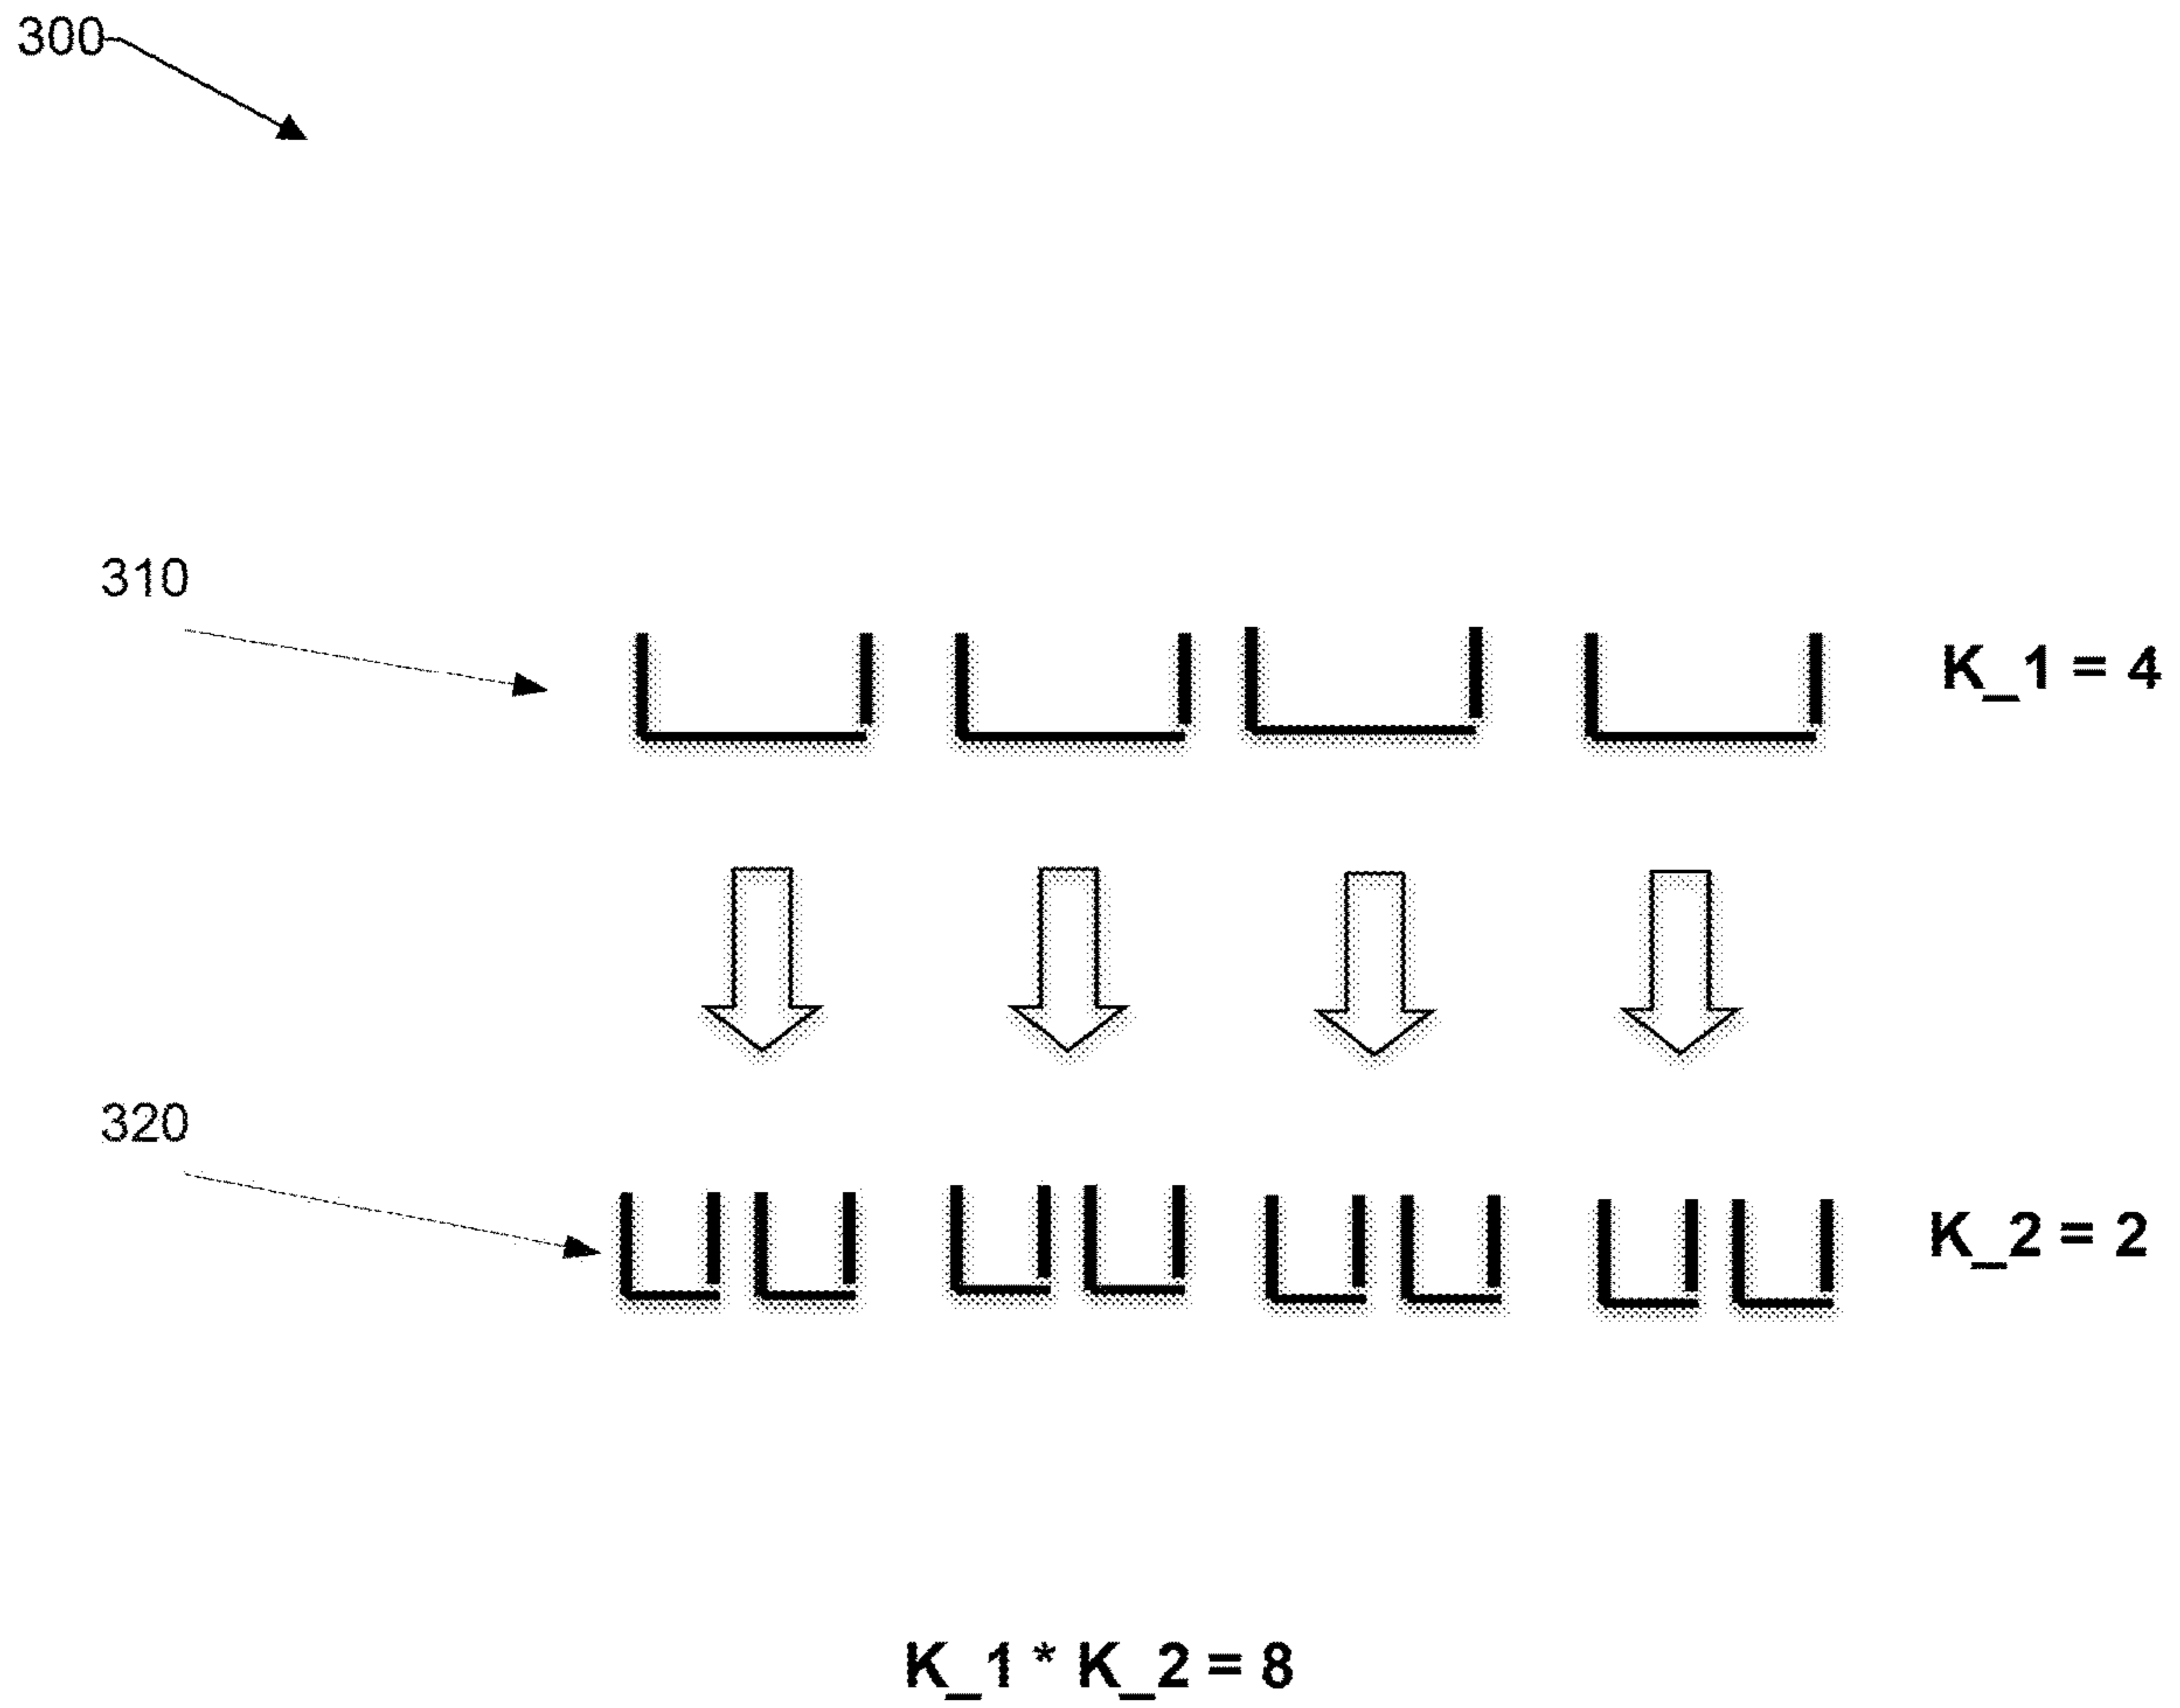 300
310
K_1 = 4
320
K_2 = 2
K_1 * K_2 = 8